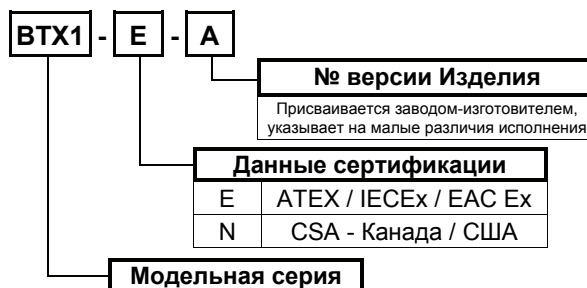 BTX1 - E - A
№ версии Изделия
Присваивается заводом-изготовителем,
указывает на малые различия исполнения
Данные сертификации
E ATEX / IECEx / EAC Ex
N CSA - Канада / США
Модельная серия